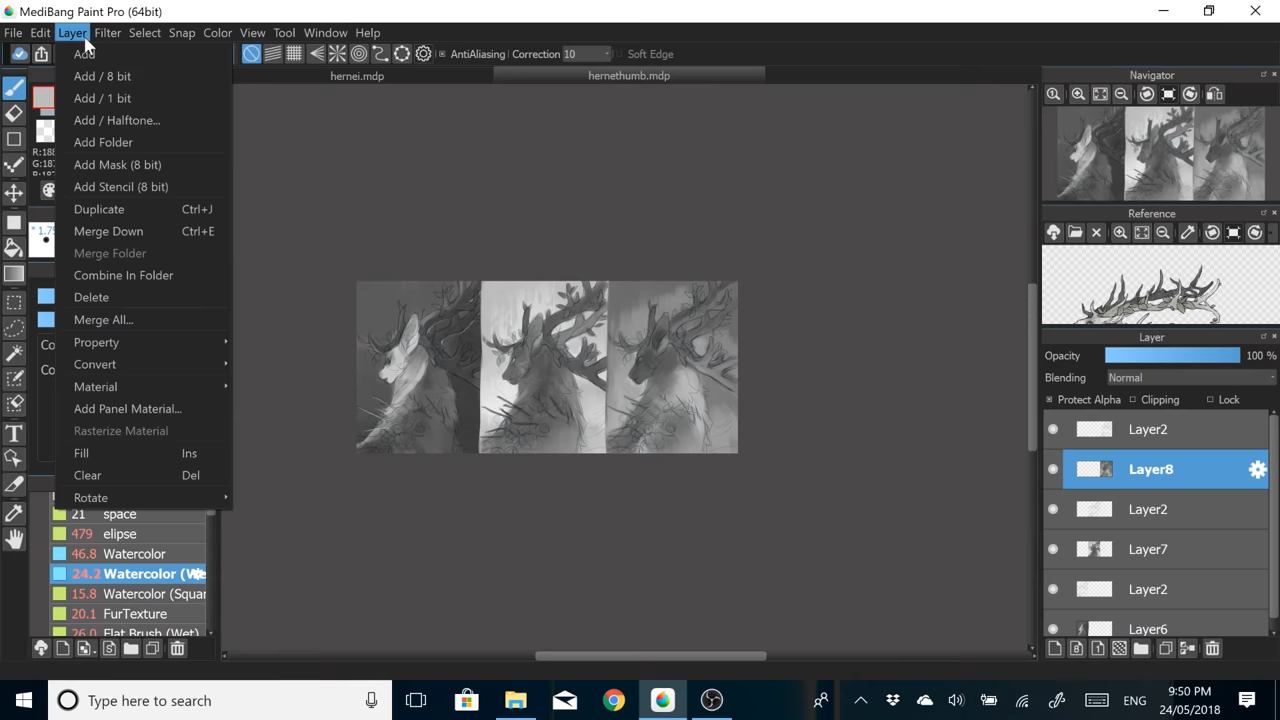 MediBang Paint Pro (64bit)
File Edit Layer Filter Select Snap Color View Tool Window Help
AntiAliasing Correction 10 Soft Edge
hernei.mdp hernethumb.mdp
Add
Add / 8 bit
Add / 1 bit
Add / Halftone...
Add Folder
Add Mask (8 bit)
Add Stencil (8 bit)
Duplicate Ctrl+J
Merge Down Ctrl+E
Merge Folder
Combine In Folder
Delete
Merge All...
Property
Convert
Material
Add Panel Material...
Rasterize Material
Fill Ins
Clear Del
Rotate
21 space
479 elipse
46.8 Watercolor
24.2 Watercolor (We
15.8 Watercolor (Squar
20.1 FurTexture
26.0 Flat Brush (Wet)
Navigator
Reference
Layer
Opacity 100 %
Blending Normal
Protect Alpha Clipping Lock
Layer2
Layer8
Layer2
Layer7
Layer2
Layer6
Type here to search
ENG
9:50 PM
24/05/2018